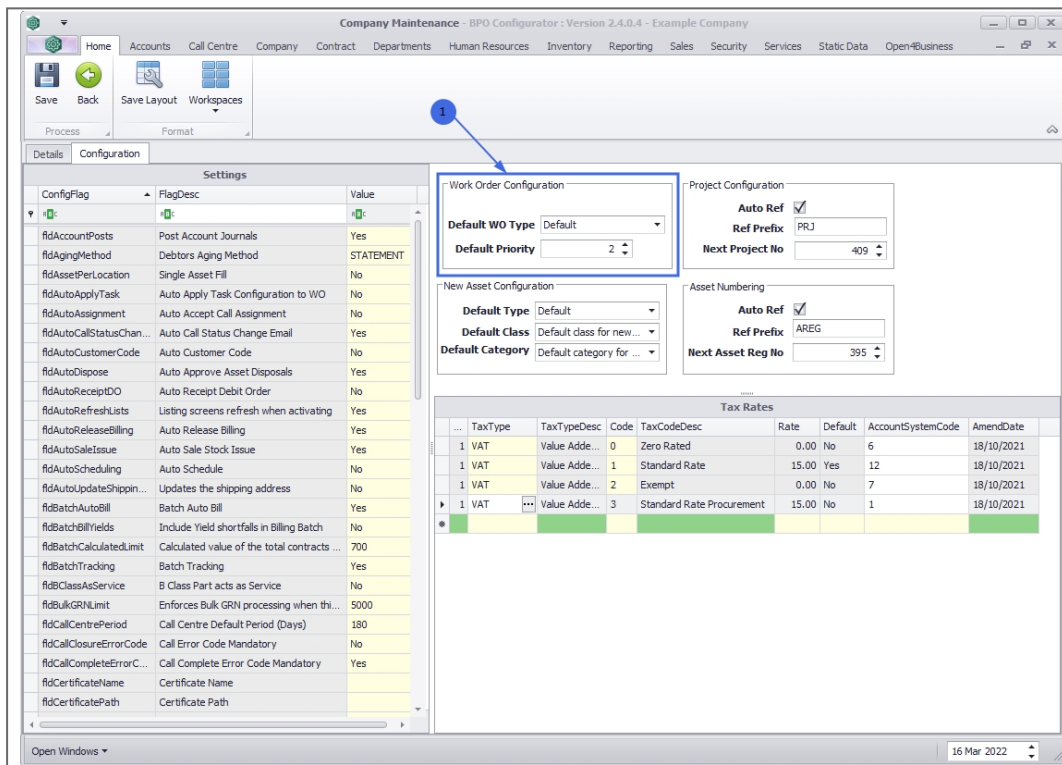 Company Maintenance - BPO Configurator : Version 2.4.0.4 - Example Company
Home Accounts Call Centre Company Contract Departments Human Resources Inventory Reporting Sales Security Services Static Data Open4Business
Save Back Save Layout Workspaces
Process Format
1
Details Configuration
Settings
ConfigFlag FlagDesc Value
fldAccountPosts Post Account Journals Yes
fldAgingMethod Debtors Aging Method STATEMENT
fldAssetPerLocation Single Asset Fill No
fldAutoApplyTask Auto Apply Task Configuration to WO No
fldAutoAssignment Auto Accept Call Assignment No
fldAutoCallStatusChan... Auto Call Status Change Email Yes
fldAutoCustomerCode Auto Customer Code No
fldAutoDispose Auto Approve Asset Disposals Yes
fldAutoReceiptDO Auto Receipt Debit Order No
fldAutoRefreshLists Listing screens refresh when activating Yes
fldAutoReleaseBilling Auto Release Billing Yes
fldAutoSaleIssue Auto Sale Stock Issue Yes
fldAutoScheduling Auto Schedule No
fldAutoUpdateShippin... Updates the shipping address No
fldBatchAutoBill Batch Auto Bill Yes
fldBatchBillYields Include Yield shortfalls in Billing Batch No
fldBatchCalculatedLimit Calculated value of the total contracts ... 700
fldBatchTracking Batch Tracking Yes
fldBClassAsService B Class Part acts as Service No
fldBulkGRNLimit Enforces Bulk GRN processing when thi... 5000
fldCallCentrePeriod Call Centre Default Period (Days) 180
fldCallClosureErrorCode Call Error Code Mandatory No
fldCallCompleteErrorC... Call Complete Error Code Mandatory Yes
fldCertificateName Certificate Name
fldCertificatePath Certificate Path
Work Order Configuration
Default WO Type Default
Default Priority 2
Project Configuration
Auto Ref
Ref Prefix PRJ
Next Project No 409
New Asset Configuration
Default Type Default
Default Class Default class for new...
Default Category Default category for ...
Asset Numbering
Auto Ref
Ref Prefix AREG
Next Asset Reg No 395
Tax Rates
... TaxType TaxTypeDesc Code TaxCodeDesc Rate Default AccountSystemCode AmendDate
1 VAT Value Adde... 0 Zero Rated 0.00 No 6 18/10/2021
1 VAT Value Adde... 1 Standard Rate 15.00 Yes 12 18/10/2021
1 VAT Value Adde... 2 Exempt 0.00 No 7 18/10/2021
1 VAT ... Value Adde... 3 Standard Rate Procurement 15.00 No 1 18/10/2021
Open Windows 16 Mar 2022